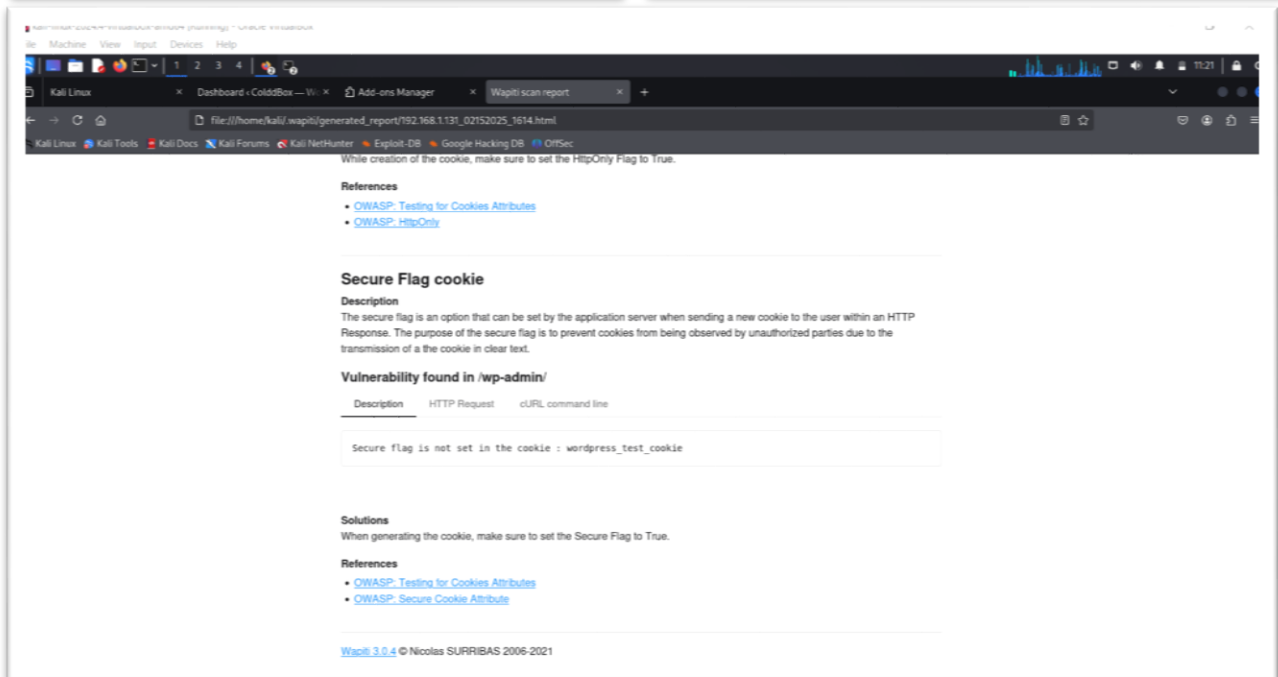 File Machine View Input Devices Help
1 2 3 4 11:21
Kali Linux × Dashboard ‹ ColddBox — W × Add-ons Manager × Wapiti scan report × +
file:///home/kali/.wapiti/generated_report/192.168.1.131_02152025_1614.html
Kali Linux Kali Tools Kali Docs Kali Forums Kali NetHunter Exploit-DB Google Hacking DB OffSec
While creation of the cookie, make sure to set the HttpOnly Flag to True.
References
• OWASP: Testing for Cookies Attributes
• OWASP: HttpOnly
Secure Flag cookie
Description
The secure flag is an option that can be set by the application server when sending a new cookie to the user within an HTTP
Response. The purpose of the secure flag is to prevent cookies from being observed by unauthorized parties due to the
transmission of a the cookie in clear text.
Vulnerability found in /wp-admin/
Description HTTP Request cURL command line
Secure flag is not set in the cookie : wordpress_test_cookie
Solutions
When generating the cookie, make sure to set the Secure Flag to True.
References
• OWASP: Testing for Cookies Attributes
• OWASP: Secure Cookie Attribute
Wapiti 3.0.4 © Nicolas SURRIBAS 2006-2021